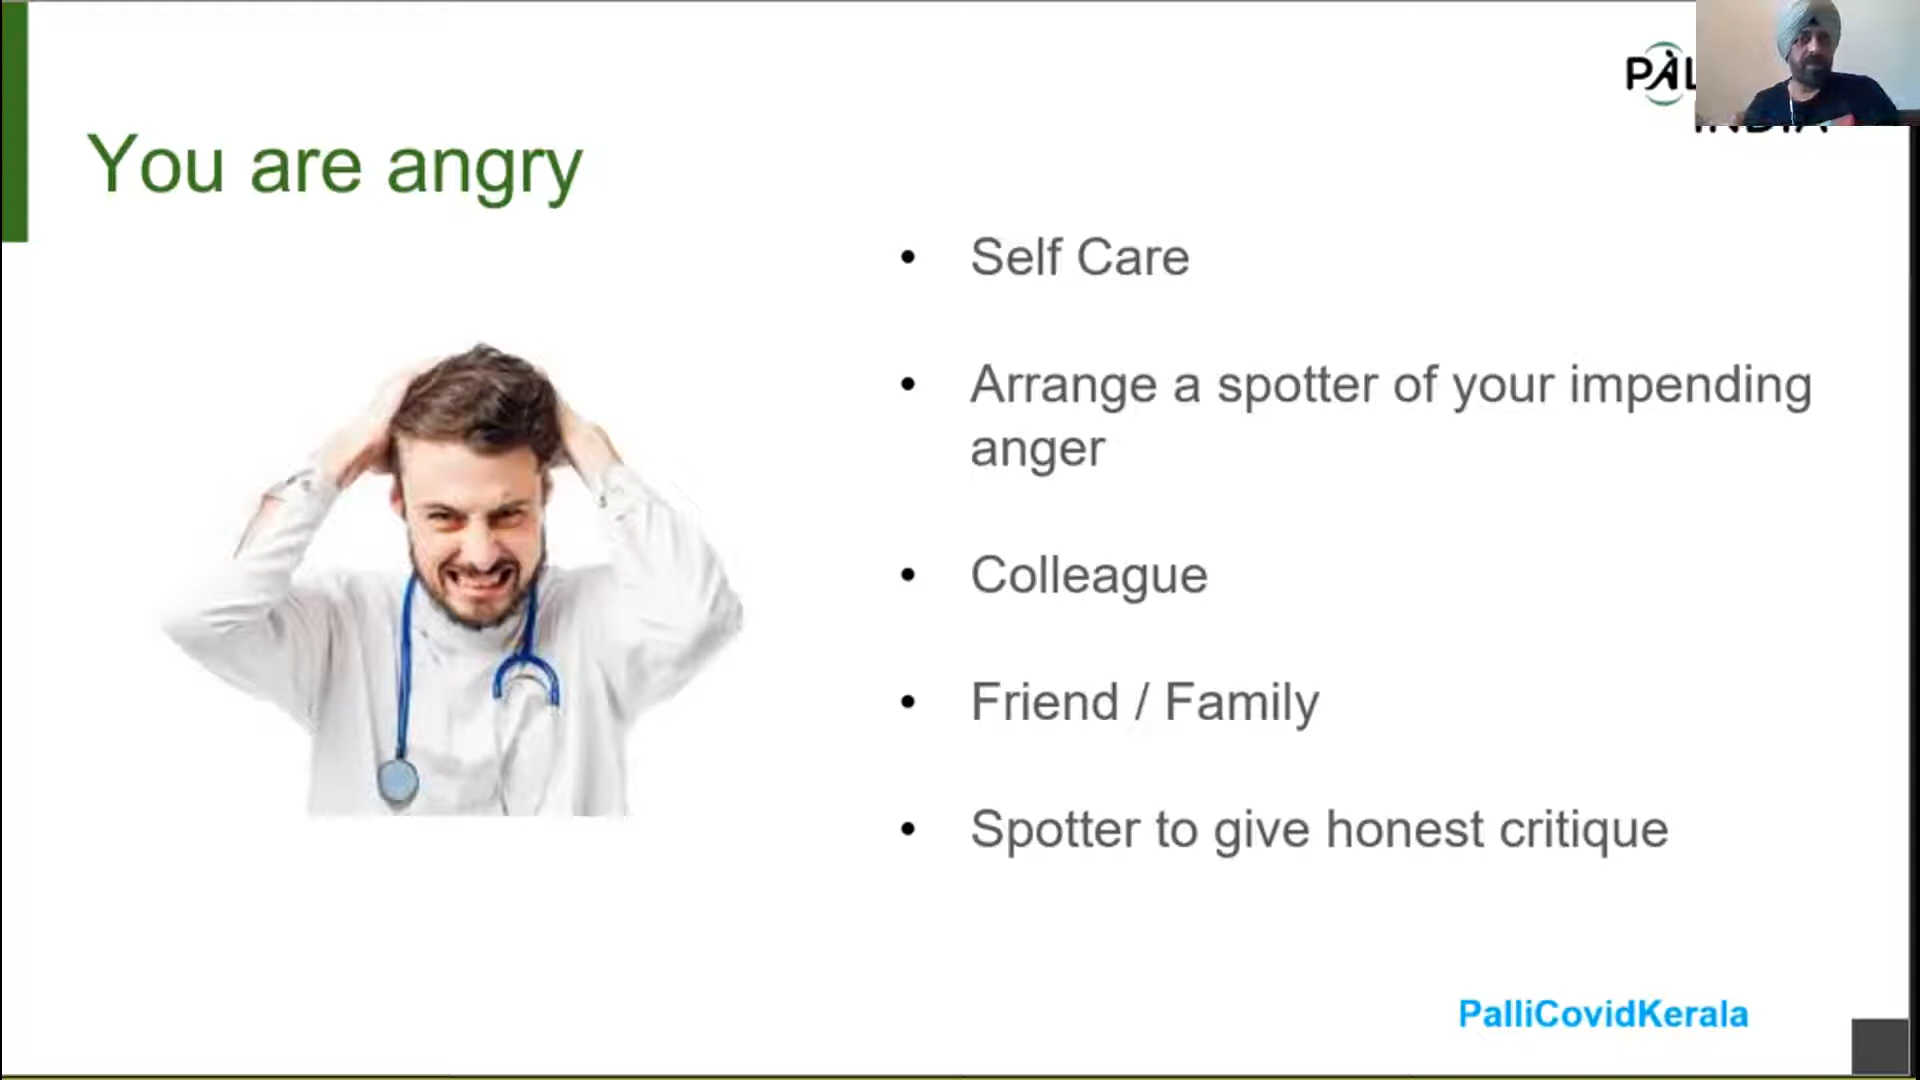 You are angry
• Self Care
• Arrange a spotter of your impending
anger
• Colleague
• Friend / Family
• Spotter to give honest critique
PalliCovidKerala